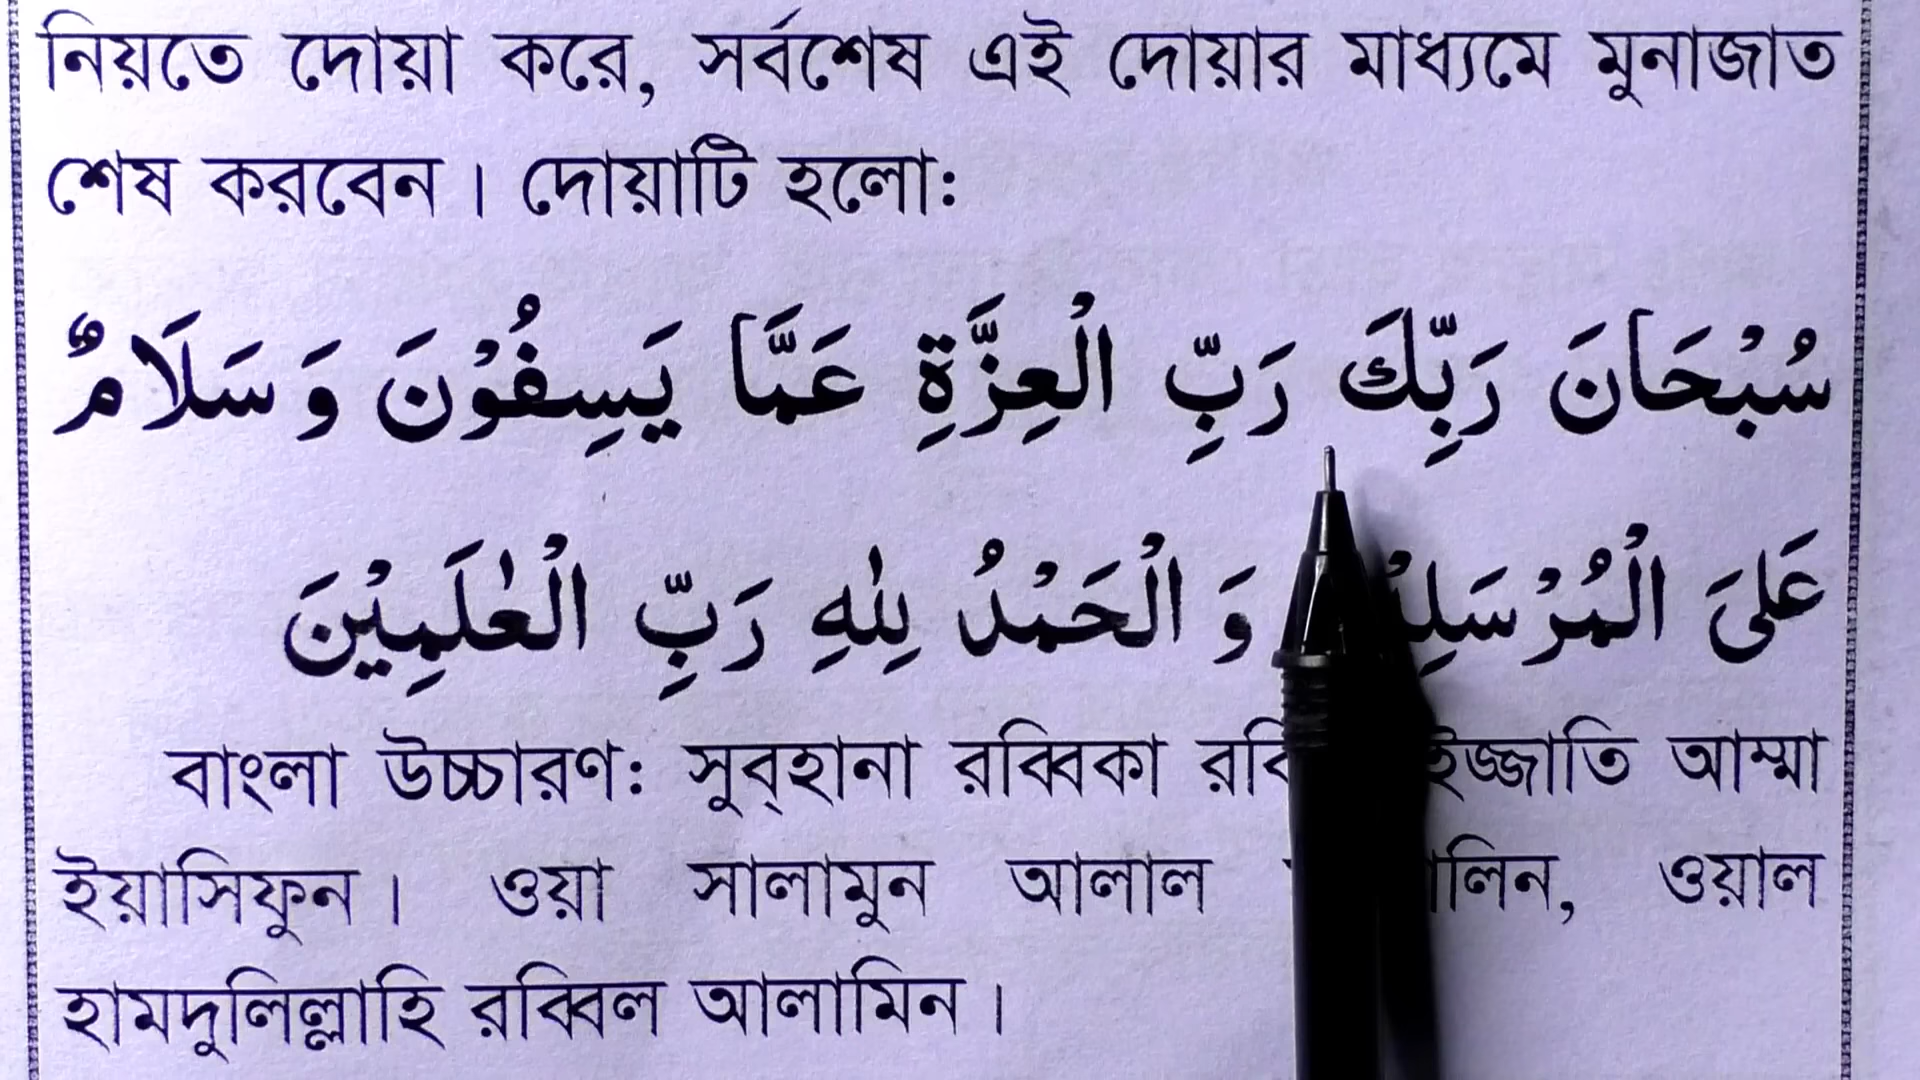 নিয়তে দোয়া করে, সর্বশেষ এই দোয়ার মাধ্যমে মুনাজাত
শেষ করবেন। দোয়াটি হলোঃ
سُبْحَانَ رَبِّكَ رَبِّ الْعِزَّةِ عَمَّا يَسِفُوْنَ وَسَلَامٌ
عَلىَ وَ الْحَمْدُ لِلّٰهِ رَبِّ الْعٰلَمِيْنَ
বাংলা উচ্চারণঃ সুব্‌হানা রব্বিকা ইজ্জাতি আম্মা
ইয়াসিফুন। ওয়া সালামুন আলাল ওয়াল
হামদুলিল্লাহি রব্বিল আলামিন।